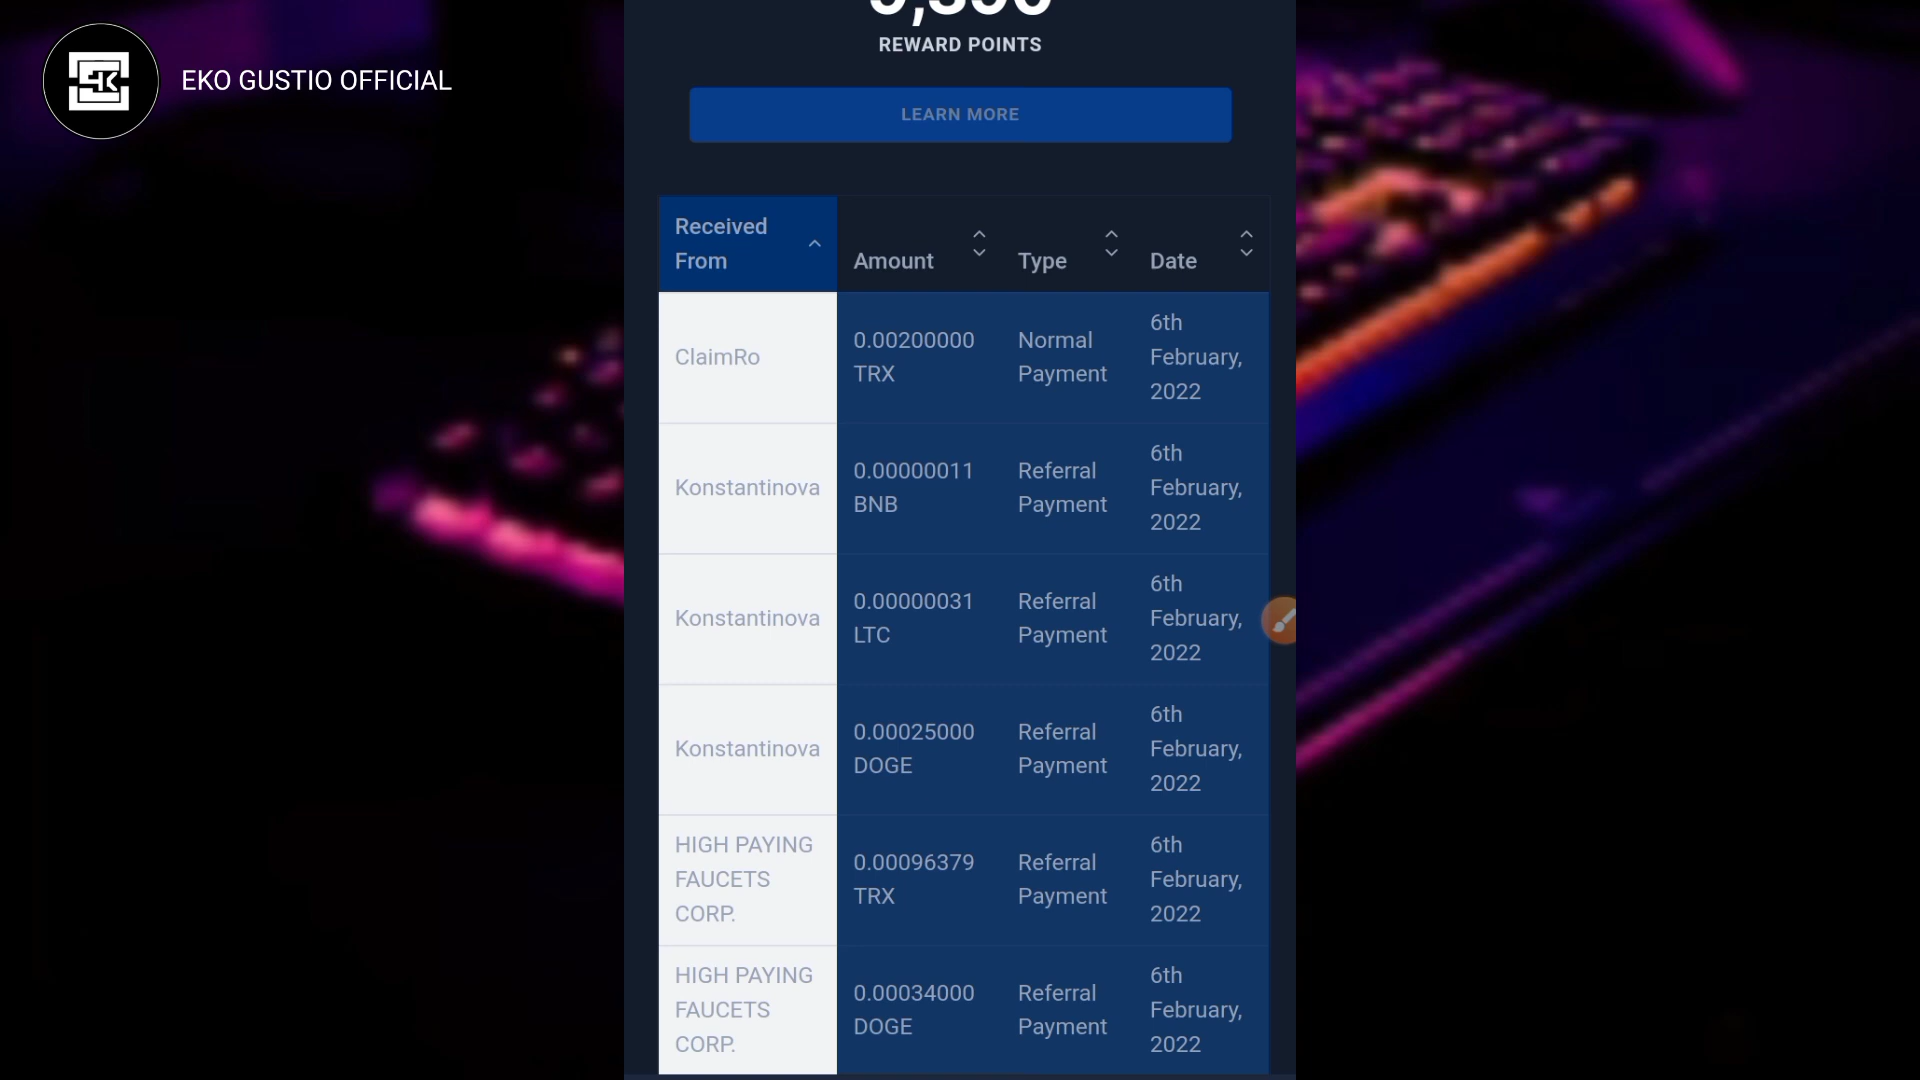 EKO GUSTIO OFFICIAL
REWARD POINTS
LEARN MORE
Received
From
Amount
Type
Date
ClaimRo
0.00200000
TRX
Normal
Payment
6th
February,
2022
Konstantinova
0.00000011
BNB
Referral
Payment
6th
February,
2022
Konstantinova
0.00000031
LTC
Referral
Payment
6th
February,
2022
Konstantinova
0.00025000
DOGE
Referral
Payment
6th
February,
2022
HIGH PAYING
FAUCETS
CORP.
0.00096379
TRX
Referral
Payment
6th
February,
2022
HIGH PAYING
FAUCETS
CORP.
0.00034000
DOGE
Referral
Payment
6th
February,
2022